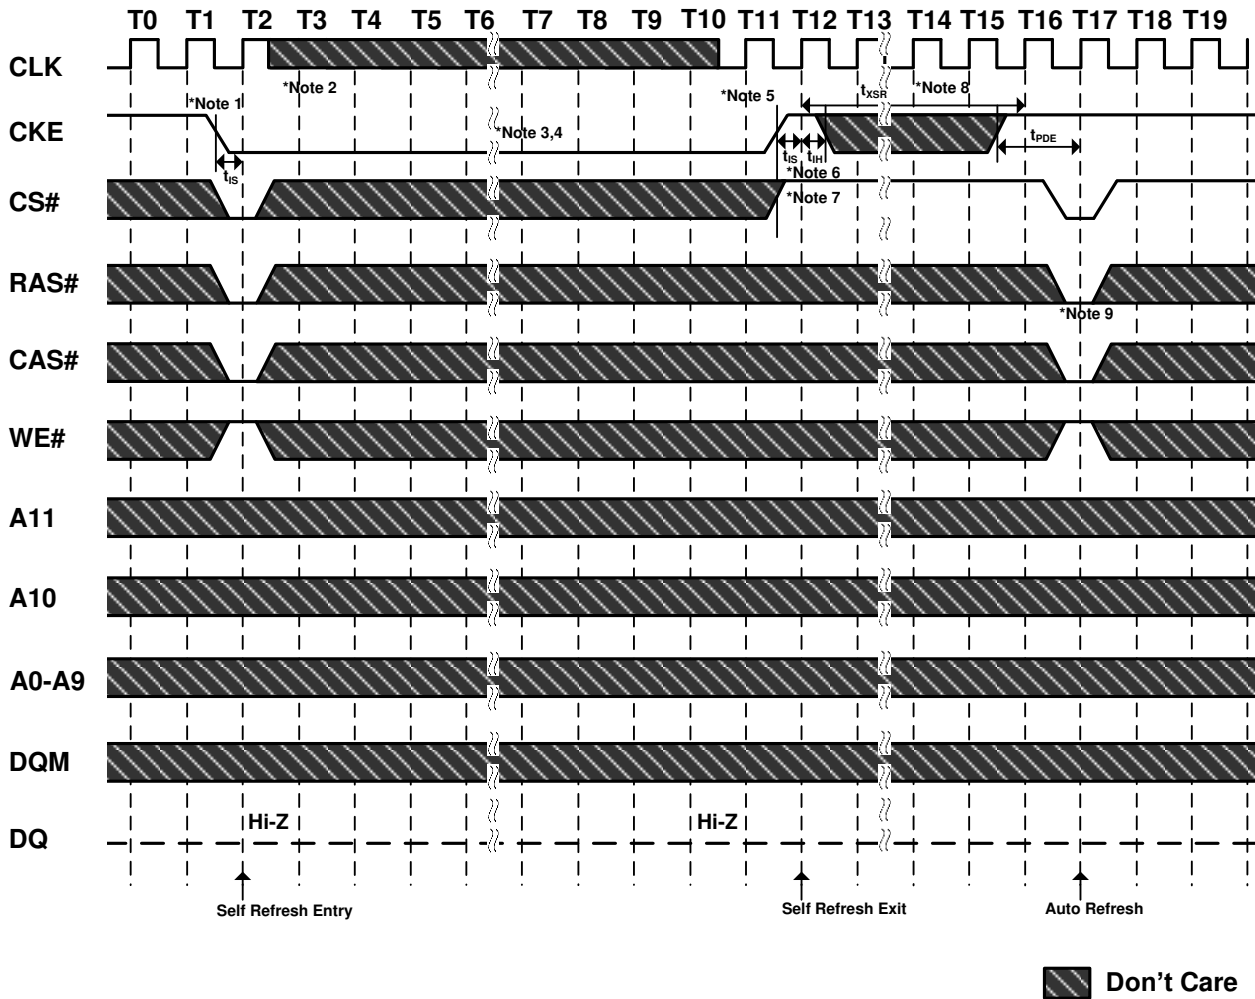 T0 T1 T2 T3 T4 T5 T6 T7 T8 T9 T10 T11 T12 T13 T14 T15 T16 T17 T18 T19
CLK
*Note 2
*Note 1
*Note 5
tXSR
*Note 8
CKE
*Note 3,4
tIS
tIS
tIH
tPDE
*Note 6
CS#
*Note 7
RAS#
*Note 9
CAS#
WE#
A11
A10
A0-A9
DQM
Hi-Z
Hi-Z
DQ
Self Refresh Entry
Self Refresh Exit
Auto Refresh
Don't Care